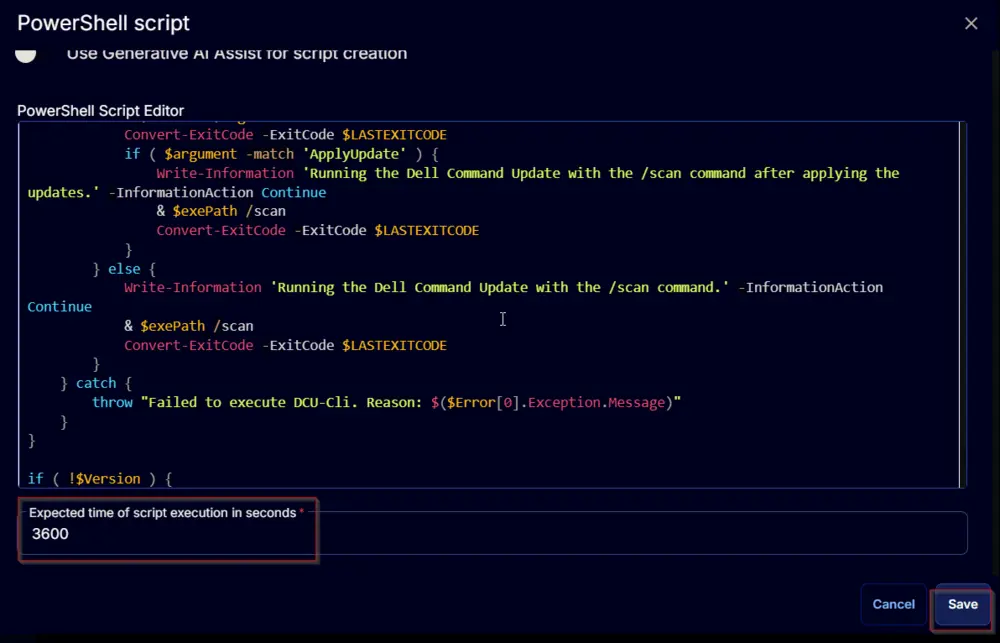 PowerShell script
Use Generative AI Assist for script creation
PowerShell Script Editor
Convert-ExitCode -ExitCode $LASTEXITCODE
if ( $argument -match 'ApplyUpdate' ) {
Write-Information 'Running the Dell Command Update with the /scan command after applying the
updates.' -InformationAction Continue
& $exePath /scan
Convert-ExitCode -ExitCode $LASTEXITCODE
}
} else {
Write-Information 'Running the Dell Command Update with the /scan command.' -InformationAction
Continue
& $exePath /scan
Convert-ExitCode -ExitCode $LASTEXITCODE
}
} catch {
throw "Failed to execute DCU-Cli. Reason: $($Error[0].Exception.Message)"
}
}
if ( !$Version ) {
Expected time of script execution in seconds *
3600
Cancel
Save